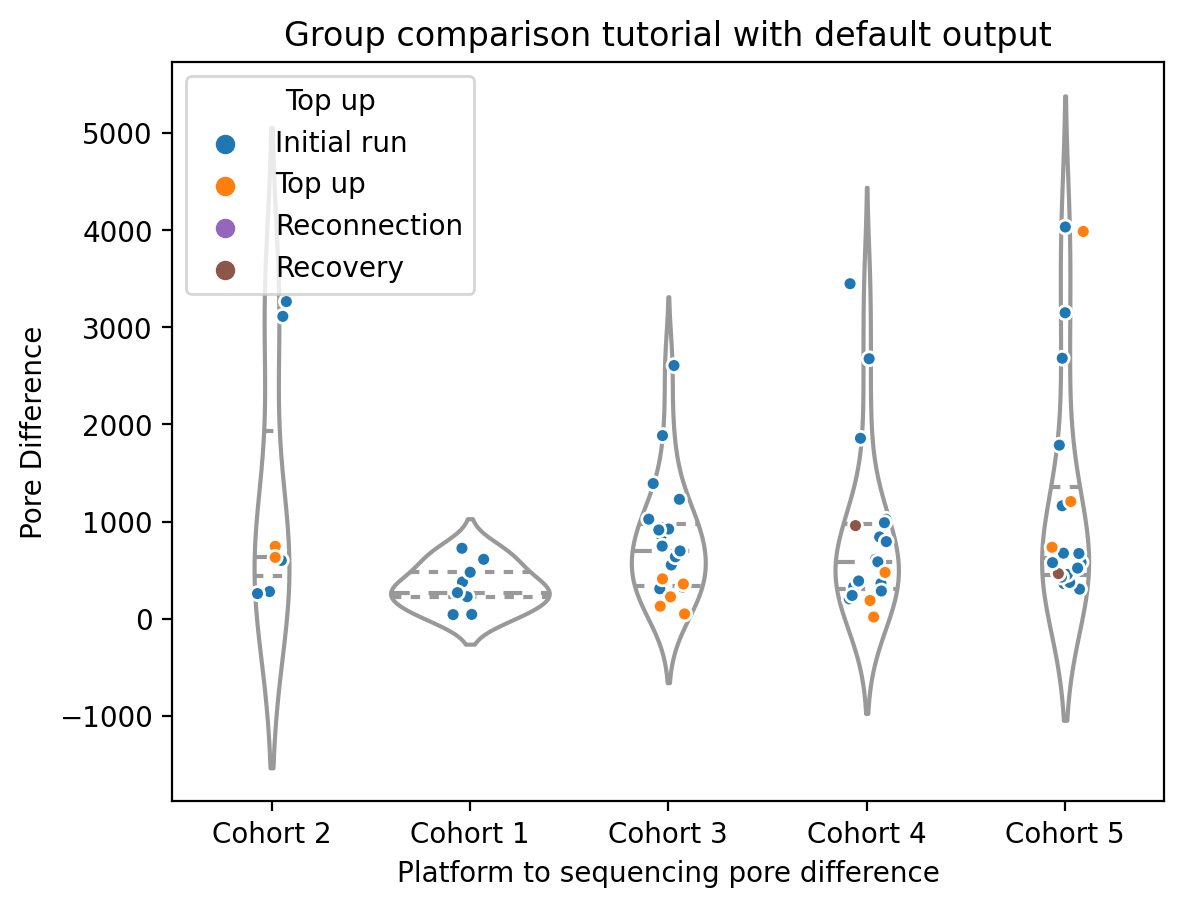 Group comparison tutorial with default output
Top up
Initial run
Top up
Reconnection
Recovery
5000
4000
3000
2000
1000
0
−1000
Pore Difference
Cohort 2
Cohort 1
Cohort 3
Cohort 4
Cohort 5
Platform to sequencing pore difference